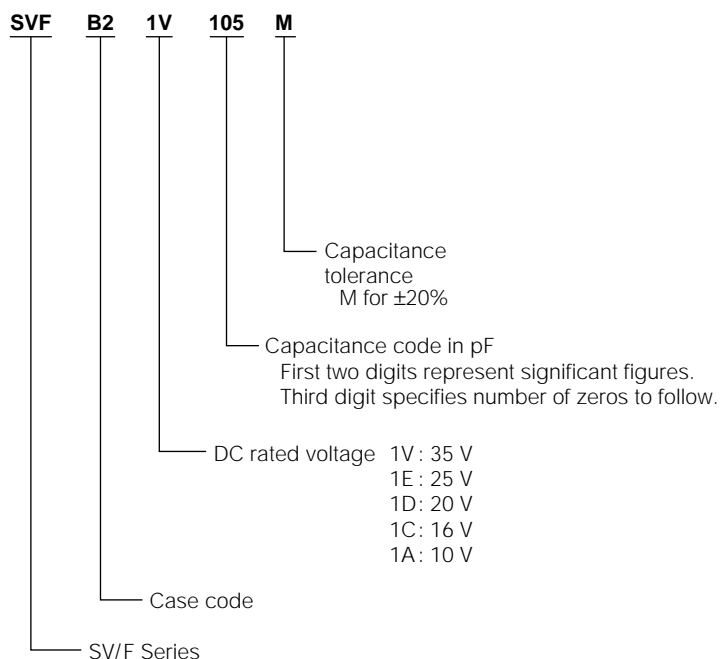 SVF B2 1V 105 M
Capacitance
tolerance
M for ±20%
Capacitance code in pF
First two digits represent significant figures.
Third digit specifies number of zeros to follow.
DC rated voltage 1V : 35 V
1E : 25 V
1D : 20 V
1C : 16 V
1A : 10 V
Case code
SV/F Series